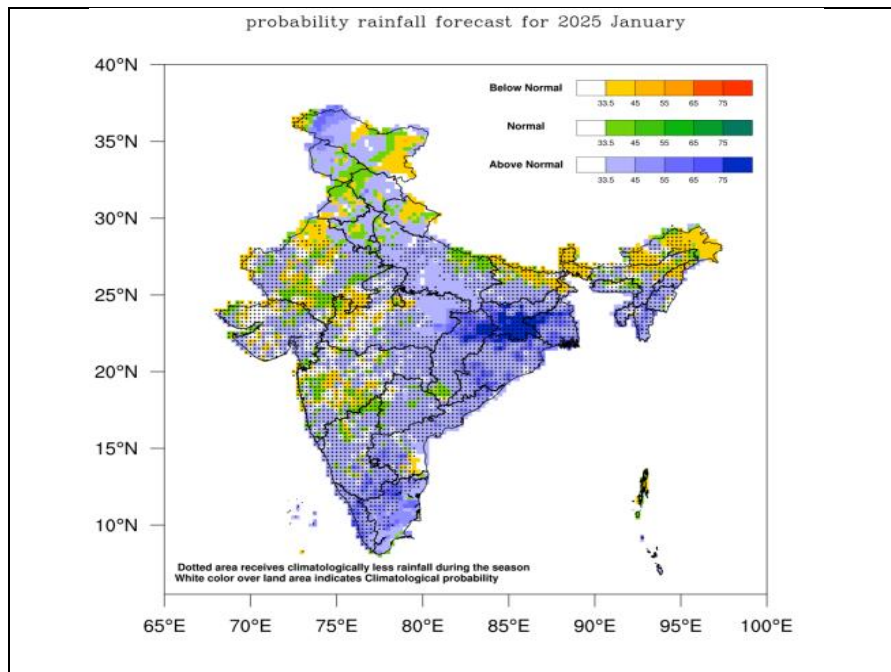 probability rainfall forecast for 2025 January
40°N
35°N
30°N
25°N
20°N
15°N
10°N
Below Normal
33.5 45 55 65 75
Normal
33.5 45 55 65 75
Above Normal
33.5 45 55 65 75
Dotted area receives climatologically less rainfall during the season
White color over land area indicates Climatological probability
65°E 70°E 75°E 80°E 85°E 90°E 95°E 100°E